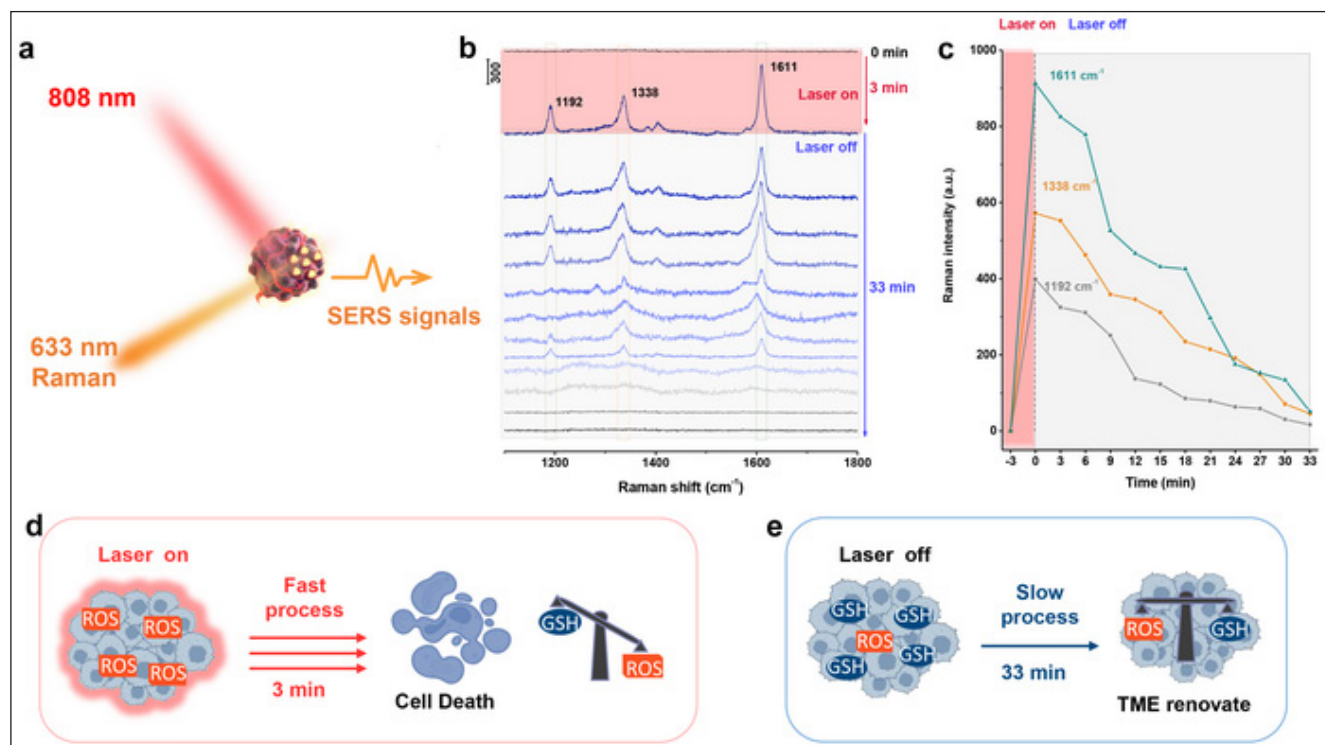 a
808 nm
633 nm
Raman
SERS signals
b
300
1192
1338
1611
0 min
3 min
Laser on
Laser off
33 min
1200
1400
1600
1800
Raman shift (cm⁻¹)
Laser on Laser off
c
1000
800
600
400
200
0
Raman intensity (a.u.)
1611 cm⁻¹
1338 cm⁻¹
1192 cm⁻¹
-3 0 3 6 9 12 15 18 21 24 27 30 33
Time (min)
d
Laser on
ROS
ROS
ROS
ROS
Fast
process
3 min
Cell Death
GSH
ROS
e
Laser off
GSH
GSH
ROS
GSH
GSH
Slow
process
33 min
ROS
GSH
TME renovate